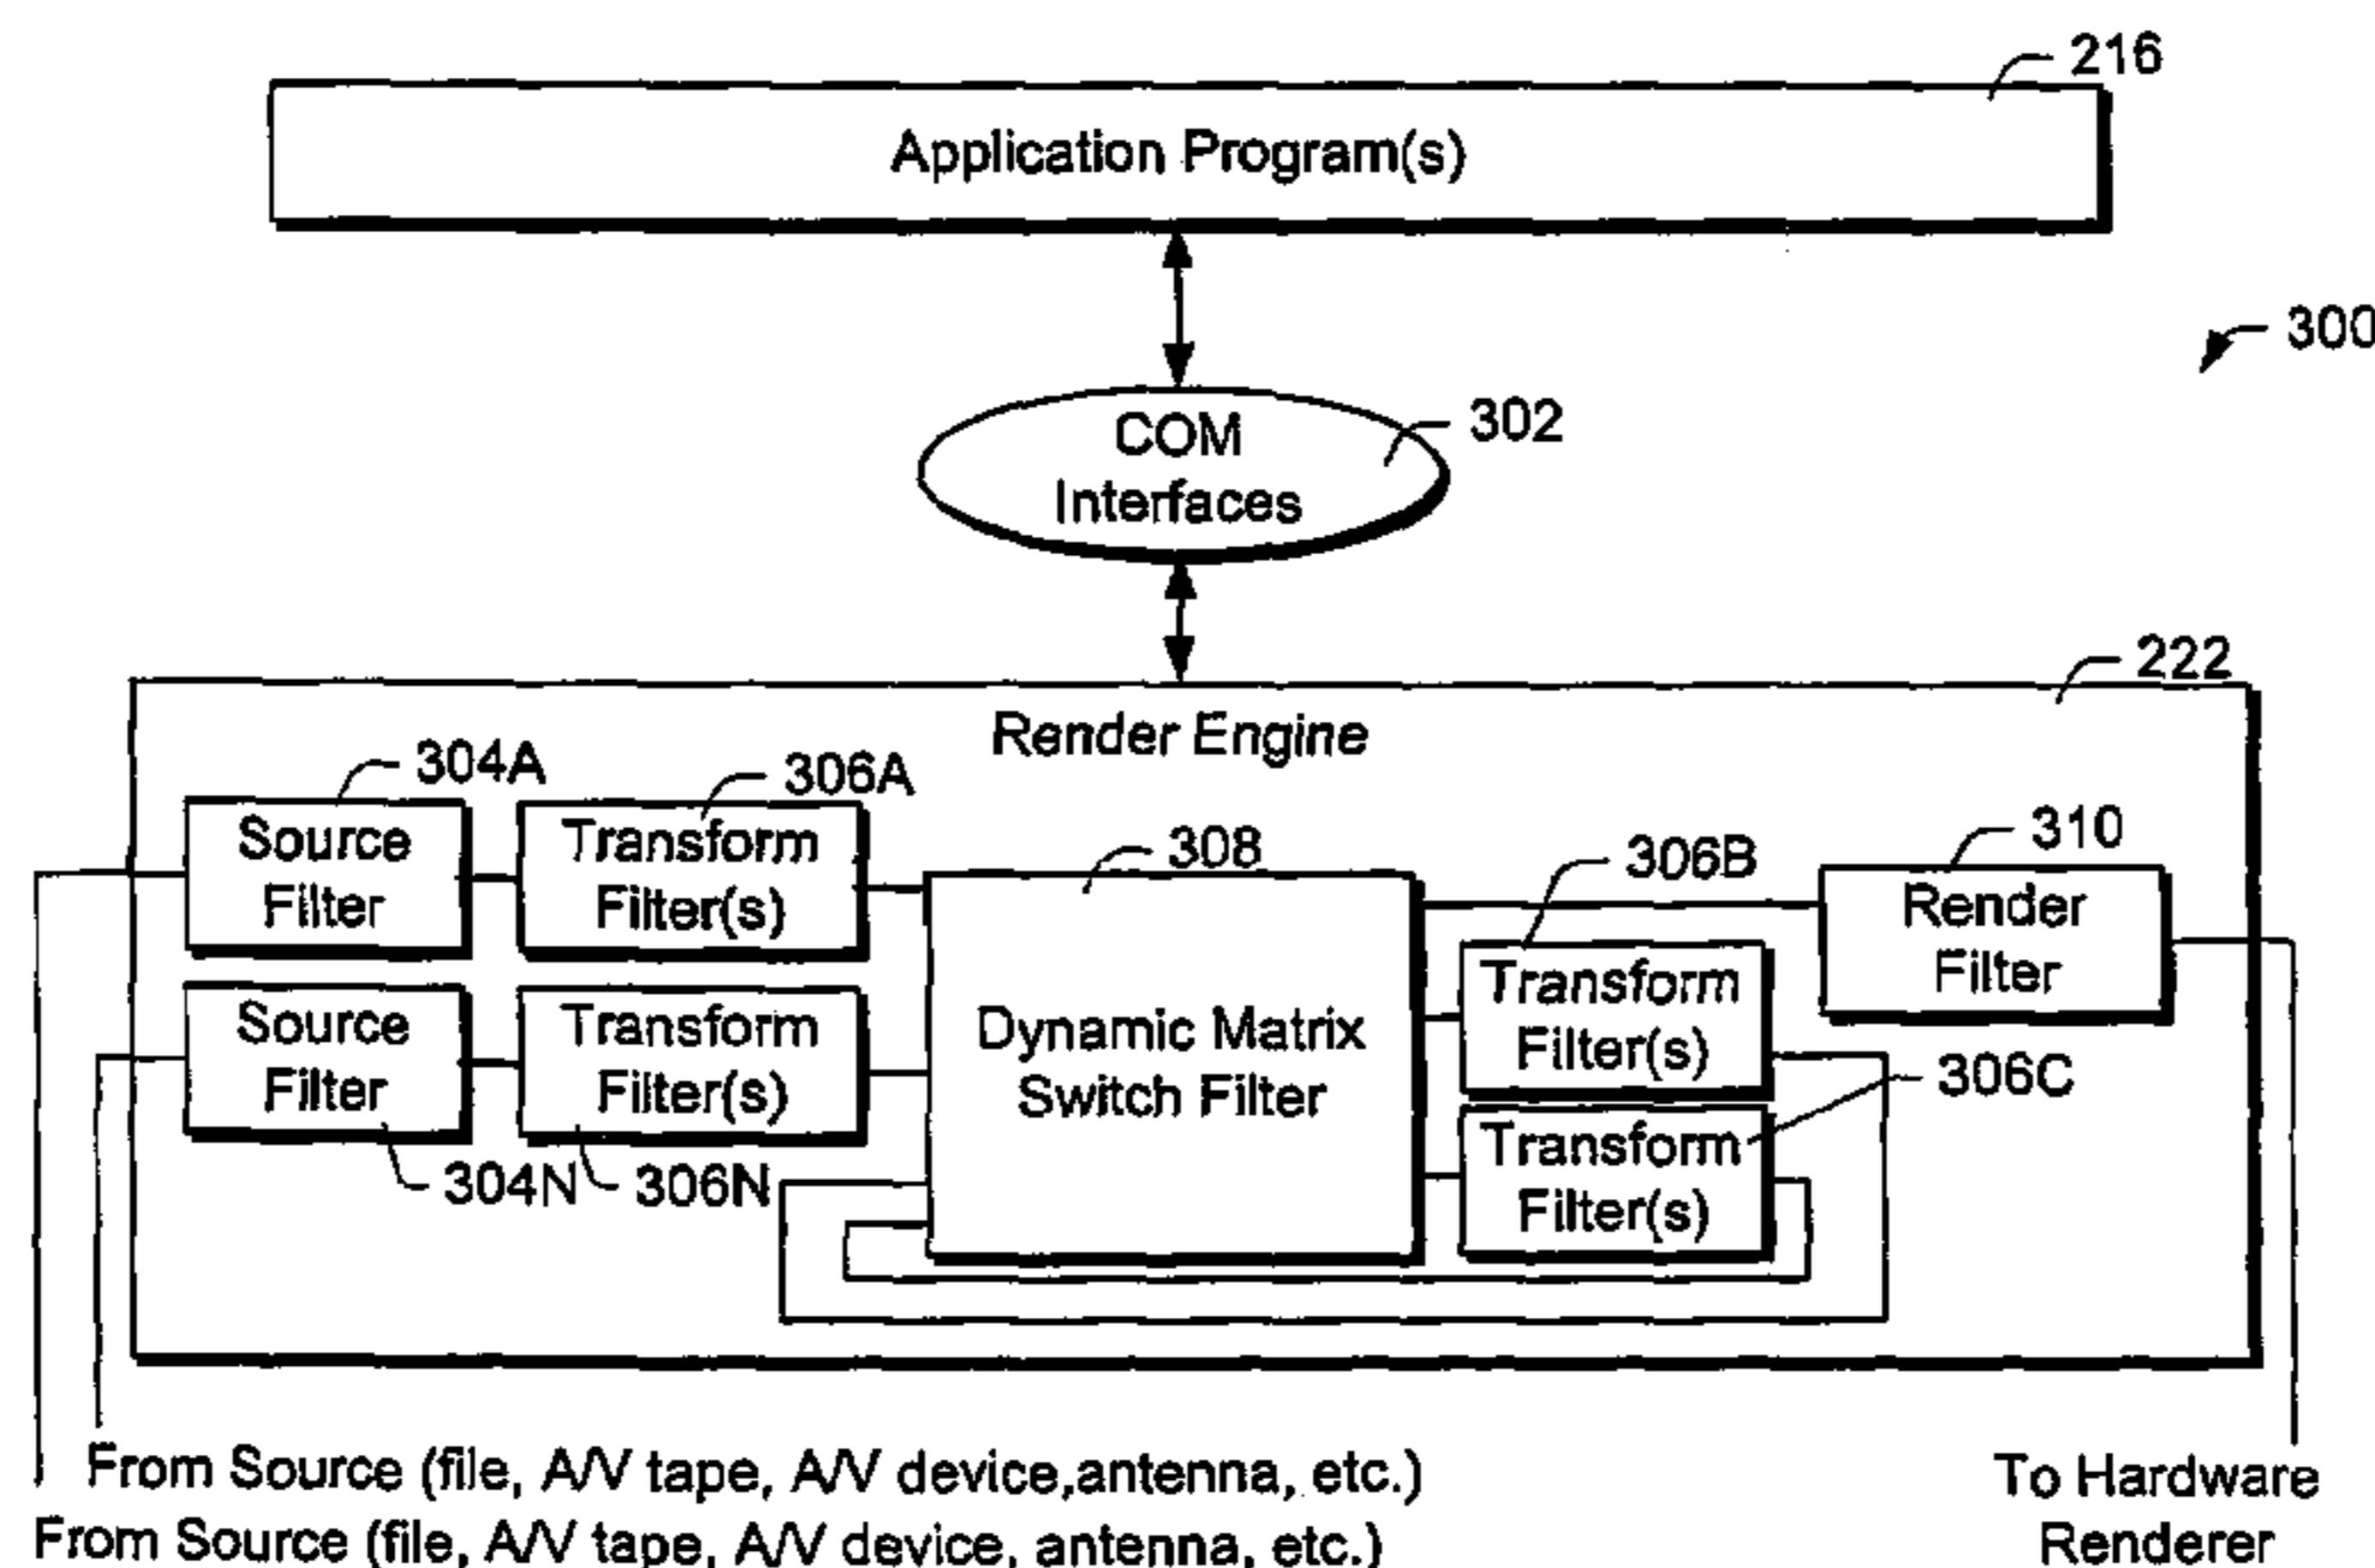 216
Application Program(s)
300
302
COM
Interfaces
222
Render Engine
304A
306A
Source
Filter
Transform
Filter(s)
308
306B
310
Render
Filter
Source
Filter
Transform
Filter(s)
Dynamic Matrix
Switch Filter
Transform
Filter(s)
306C
Transform
Filter(s)
304N
306N
From Source (file, A/V tape, A/V device,antenna, etc.)
From Source (file, A/V tape, A/V device, antenna, etc.)
To Hardware
Renderer